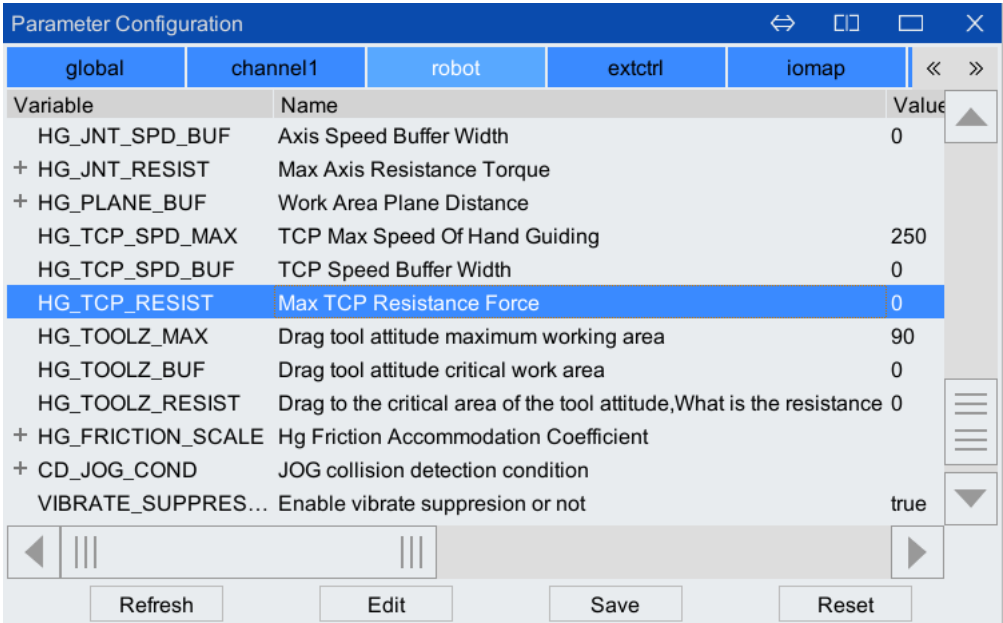 Parameter Configuration
global channel1 robot extctrl iomap « »
Variable Name Value
HG_JNT_SPD_BUF Axis Speed Buffer Width 0
+ HG_JNT_RESIST Max Axis Resistance Torque
+ HG_PLANE_BUF Work Area Plane Distance
HG_TCP_SPD_MAX TCP Max Speed Of Hand Guiding 250
HG_TCP_SPD_BUF TCP Speed Buffer Width 0
HG_TCP_RESIST Max TCP Resistance Force 0
HG_TOOLZ_MAX Drag tool attitude maximum working area 90
HG_TOOLZ_BUF Drag tool attitude critical work area 0
HG_TOOLZ_RESIST Drag to the critical area of the tool attitude,What is the resistance 0
+ HG_FRICTION_SCALE Hg Friction Accommodation Coefficient
+ CD_JOG_COND JOG collision detection condition
VIBRATE_SUPPRES... Enable vibrate suppresion or not true
Refresh Edit Save Reset